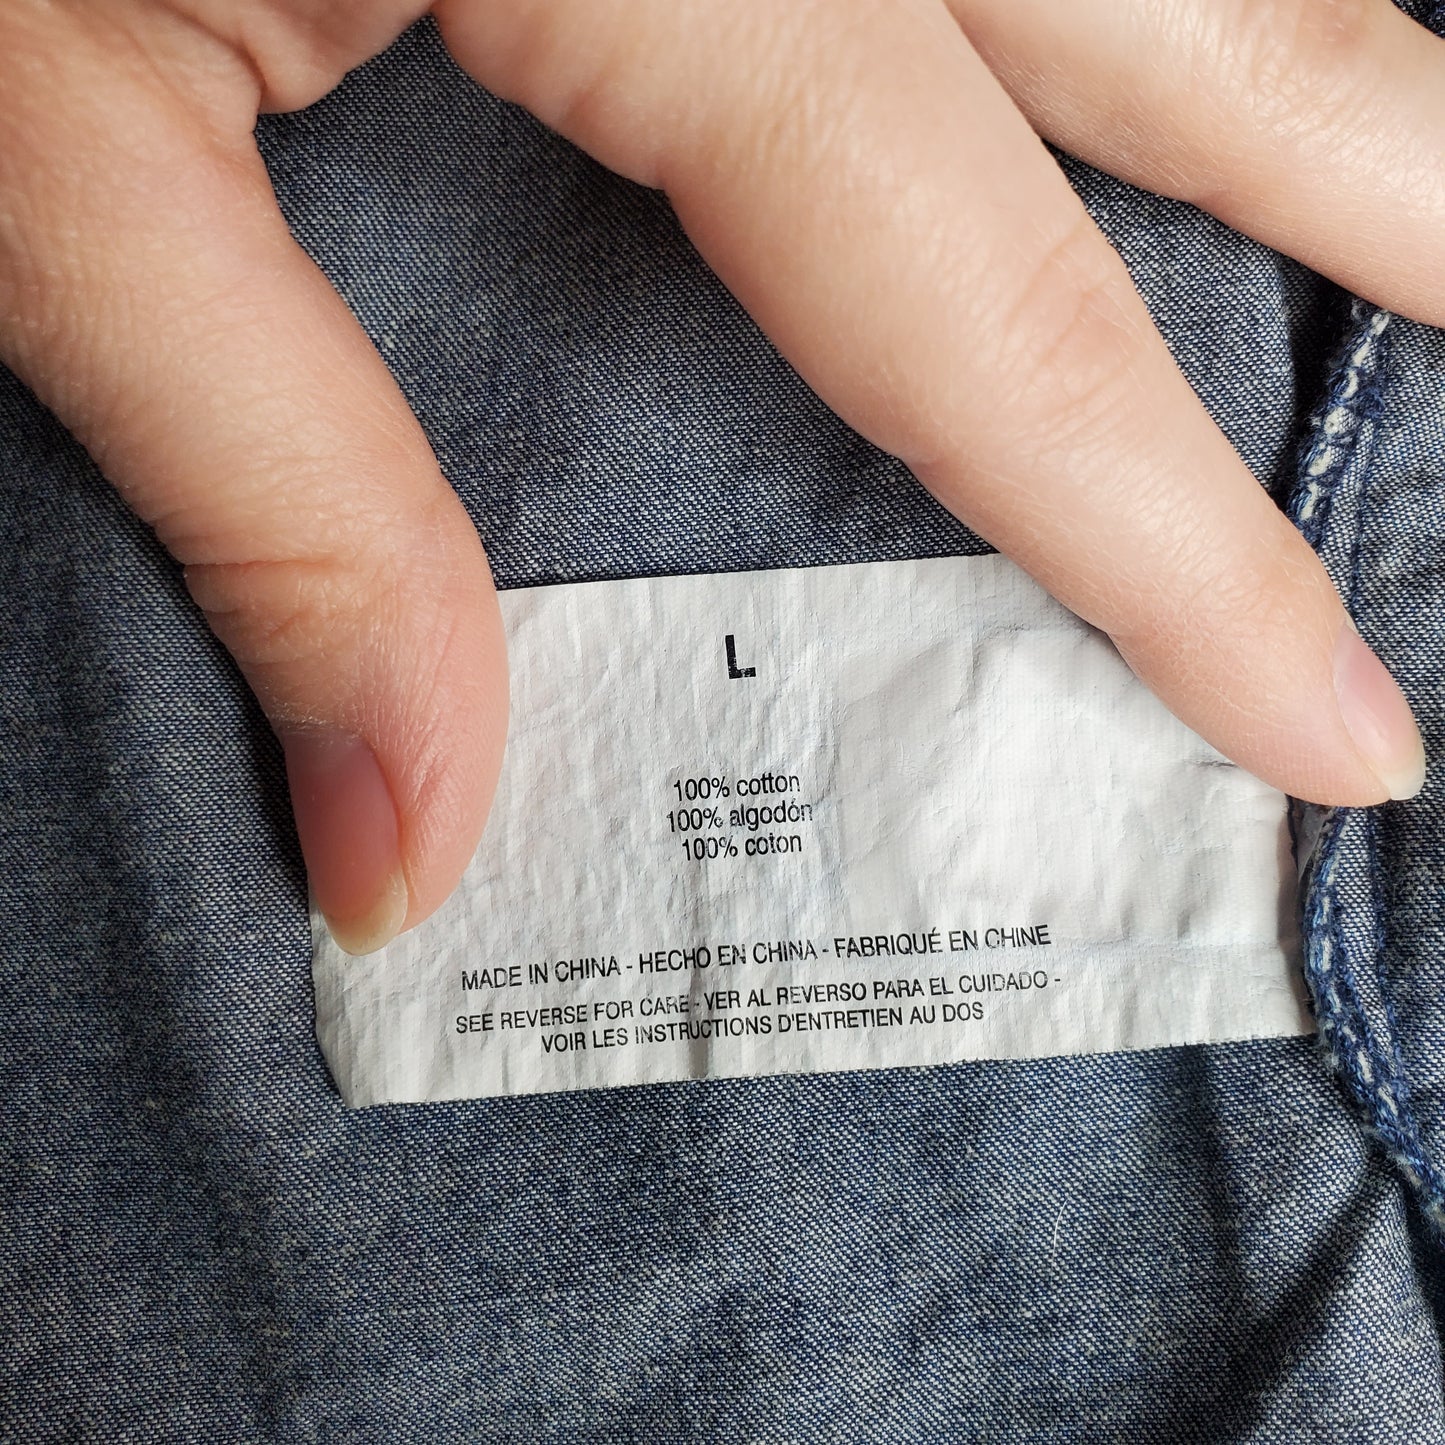 L
100% cotton
100% algodón
100% coton
MADE IN CHINA - HECHO EN CHINA - FABRIQUÉ EN CHINE
SEE REVERSE FOR CARE - VER AL REVERSO PARA EL CUIDADO -
VOIR LES INSTRUCTIONS D'ENTRETIEN AU DOS